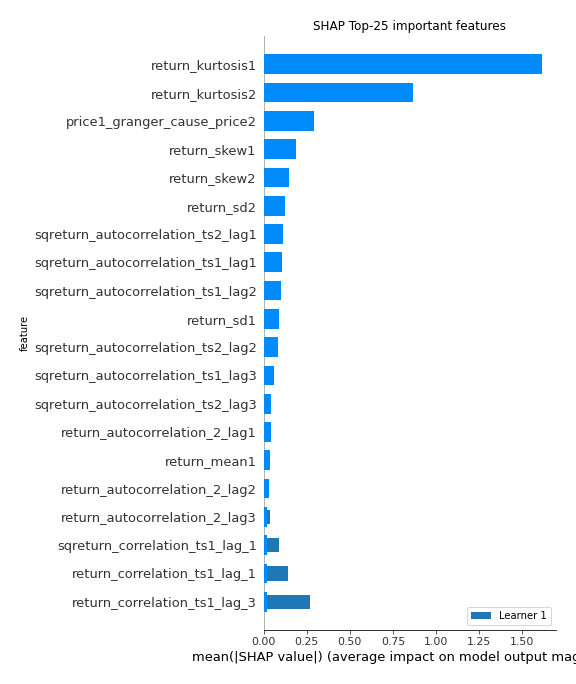 SHAP Top-25 important features
return_kurtosis1
return_kurtosis2
price1_granger_cause_price2
return_skew1
return_skew2
return_sd2
sqreturn_autocorrelation_ts2_lag1
sqreturn_autocorrelation_ts1_lag1
sqreturn_autocorrelation_ts1_lag2
return_sd1
sqreturn_autocorrelation_ts2_lag2
sqreturn_autocorrelation_ts1_lag3
sqreturn_autocorrelation_ts2_lag3
return_autocorrelation_2_lag1
return_mean1
return_autocorrelation_2_lag2
return_autocorrelation_2_lag3
sqreturn_correlation_ts1_lag_1
return_correlation_ts1_lag_1
return_correlation_ts1_lag_3
feature
Learner 1
0.00 0.25 0.50 0.75 1.00 1.25 1.50
mean(|SHAP value|) (average impact on model output mag